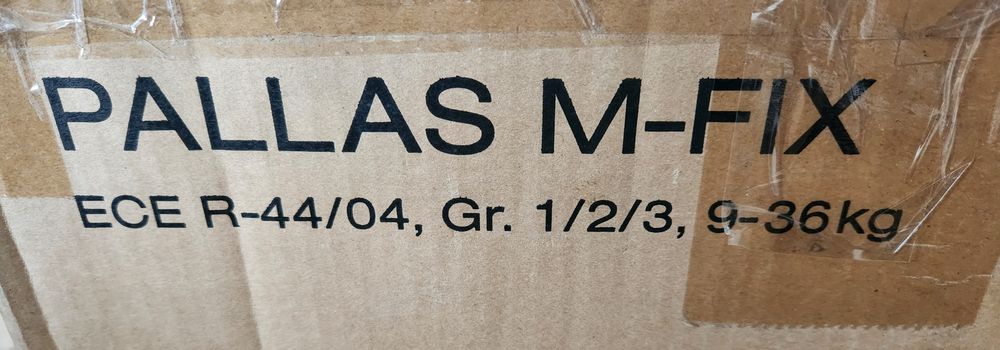 PALLAS M-FIX
ECE R-44/04, Gr. 1/2/3, 9-36kg